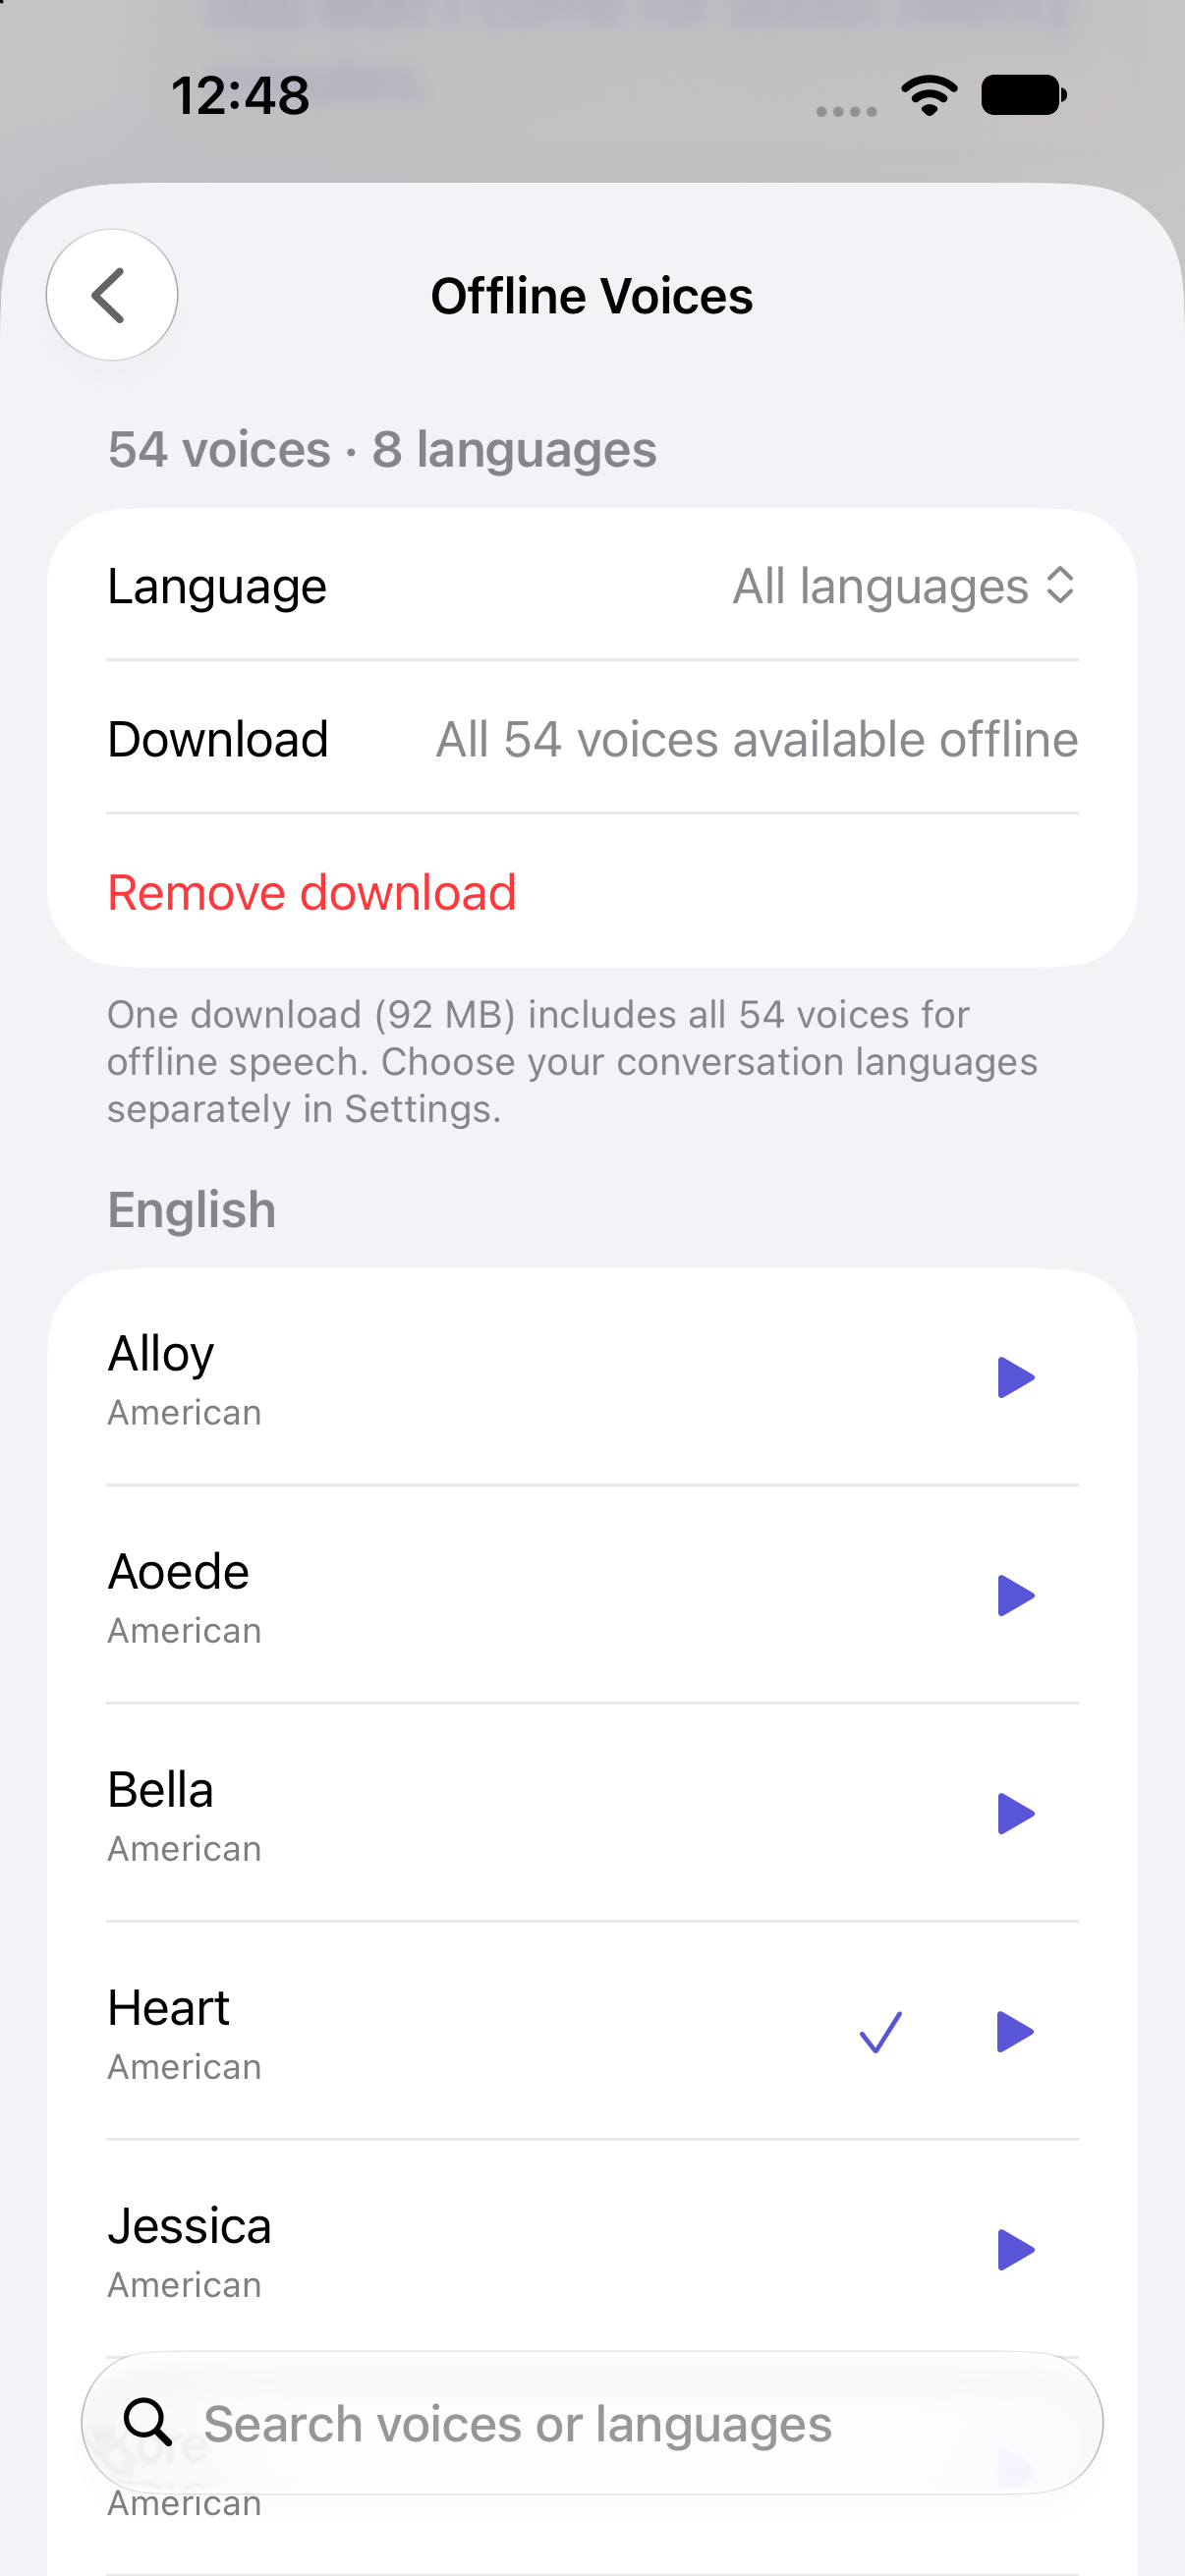 12:48
Offline Voices
54 voices · 8 languages
Language All languages
Download All 54 voices available offline
Remove download
One download (92 MB) includes all 54 voices for
offline speech. Choose your conversation languages
separately in Settings.
English
Alloy
American
Aoede
American
Bella
American
Heart
American
Jessica
American
Search voices or languages
American